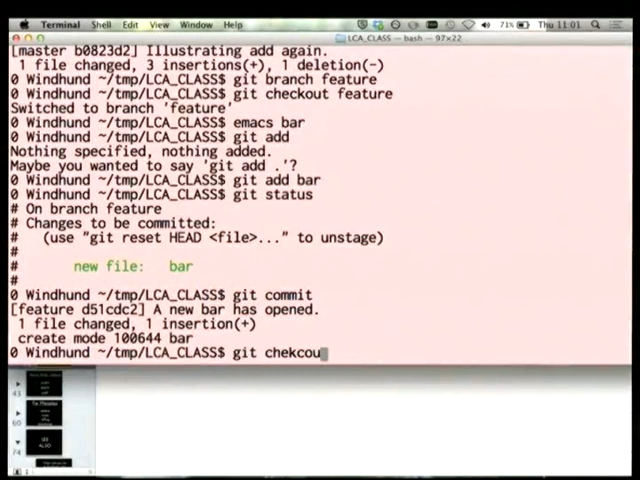 Terminal Shell Edit View Window Help 71% Thu 11:01
LCA_CLASS — bash — 97×22
[master b0823d2] Illustrating add again.
1 file changed, 3 insertions(+), 1 deletion(-)
0 Windhund ~/tmp/LCA_CLASS$ git branch feature
0 Windhund ~/tmp/LCA_CLASS$ git checkout feature
Switched to branch 'feature'
0 Windhund ~/tmp/LCA_CLASS$ emacs bar
0 Windhund ~/tmp/LCA_CLASS$ git add
Nothing specified, nothing added.
Maybe you wanted to say 'git add .'?
0 Windhund ~/tmp/LCA_CLASS$ git add bar
0 Windhund ~/tmp/LCA_CLASS$ git status
# On branch feature
# Changes to be committed:
#   (use "git reset HEAD <file>..." to unstage)
#
#       new file:   bar
#
0 Windhund ~/tmp/LCA_CLASS$ git commit
[feature d51cdc2] A new bar has opened.
1 file changed, 1 insertion(+)
create mode 100644 bar
0 Windhund ~/tmp/LCA_CLASS$ git chekcou
43
60
74